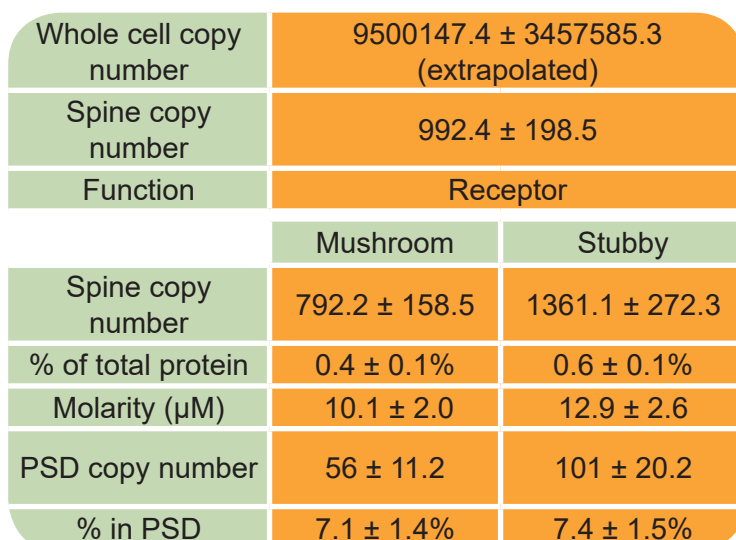 Whole cell copy
number
9500147.4 ± 3457585.3
(extrapolated)
Spine copy
number
992.4 ± 198.5
Function
Receptor
Mushroom
Stubby
Spine copy
number
792.2 ± 158.5
1361.1 ± 272.3
% of total protein
0.4 ± 0.1%
0.6 ± 0.1%
Molarity (µM)
10.1 ± 2.0
12.9 ± 2.6
PSD copy number
56 ± 11.2
101 ± 20.2
% in PSD
7.1 ± 1.4%
7.4 ± 1.5%